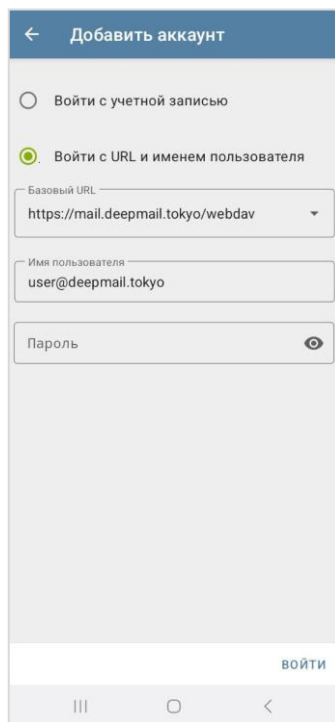 Добавить аккаунт
Войти с учетной записью
Войти с URL и именем пользователя
Базовый URL
https://mail.deepmail.tokyo/webdav
Имя пользователя
user@deepmail.tokyo
Пароль
ВОЙТИ